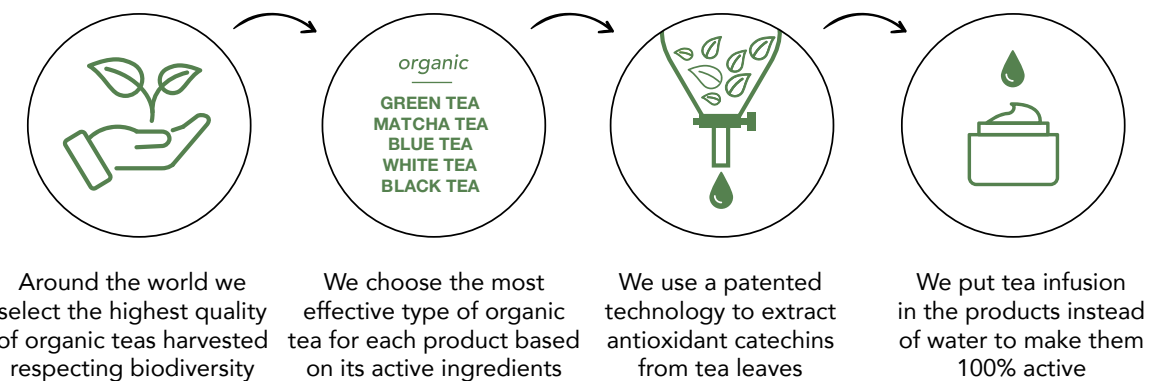 organic
GREEN TEA
MATCHA TEA
BLUE TEA
WHITE TEA
BLACK TEA
Around the world we
select the highest quality
of organic teas harvested
respecting biodiversity
We choose the most
effective type of organic
tea for each product based
on its active ingredients
We use a patented
technology to extract
antioxidant catechins
from tea leaves
We put tea infusion
in the products instead
of water to make them
100% active